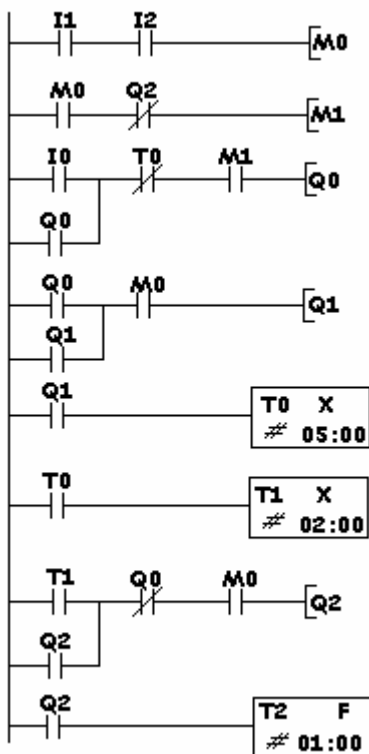 I1 I2
[M0
M0 Q2
[M1
I0 T0 M1
[Q0
Q0
Q0 M0
[Q1
Q1
Q1
T0 X
05:00
T0
T1 X
02:00
T1 Q0 M0
[Q2
Q2
Q2
T2 F
01:00